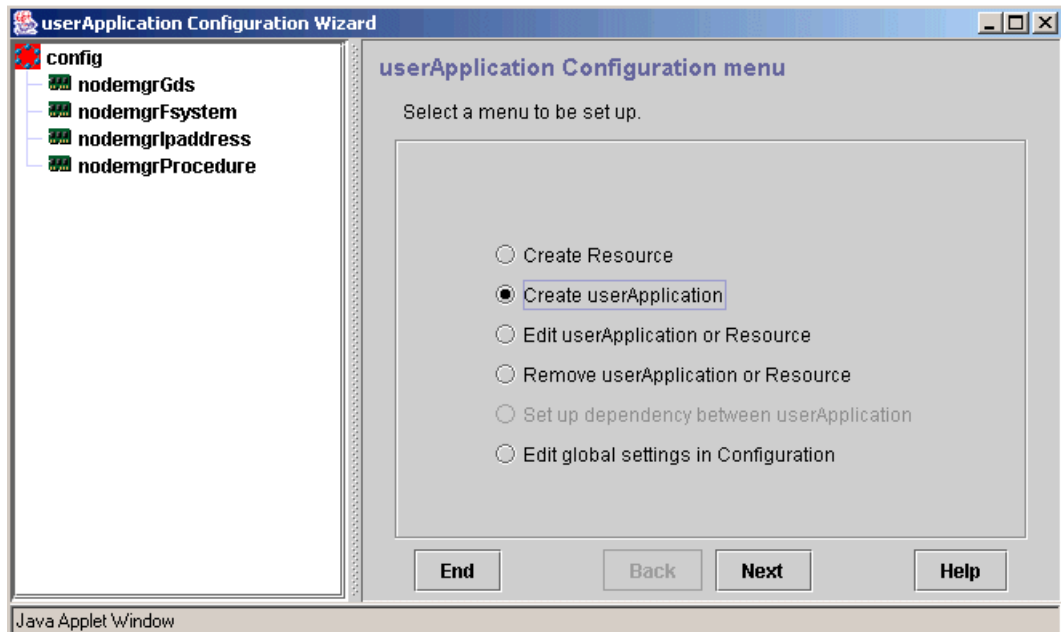 userApplication Configuration Wizard
config
nodemgrGds
nodemgrFsystem
nodemgrIpaddress
nodemgrProcedure
userApplication Configuration menu
Select a menu to be set up.
Create Resource
Create userApplication
Edit userApplication or Resource
Remove userApplication or Resource
Set up dependency between userApplication
Edit global settings in Configuration
End
Back
Next
Help
Java Applet Window